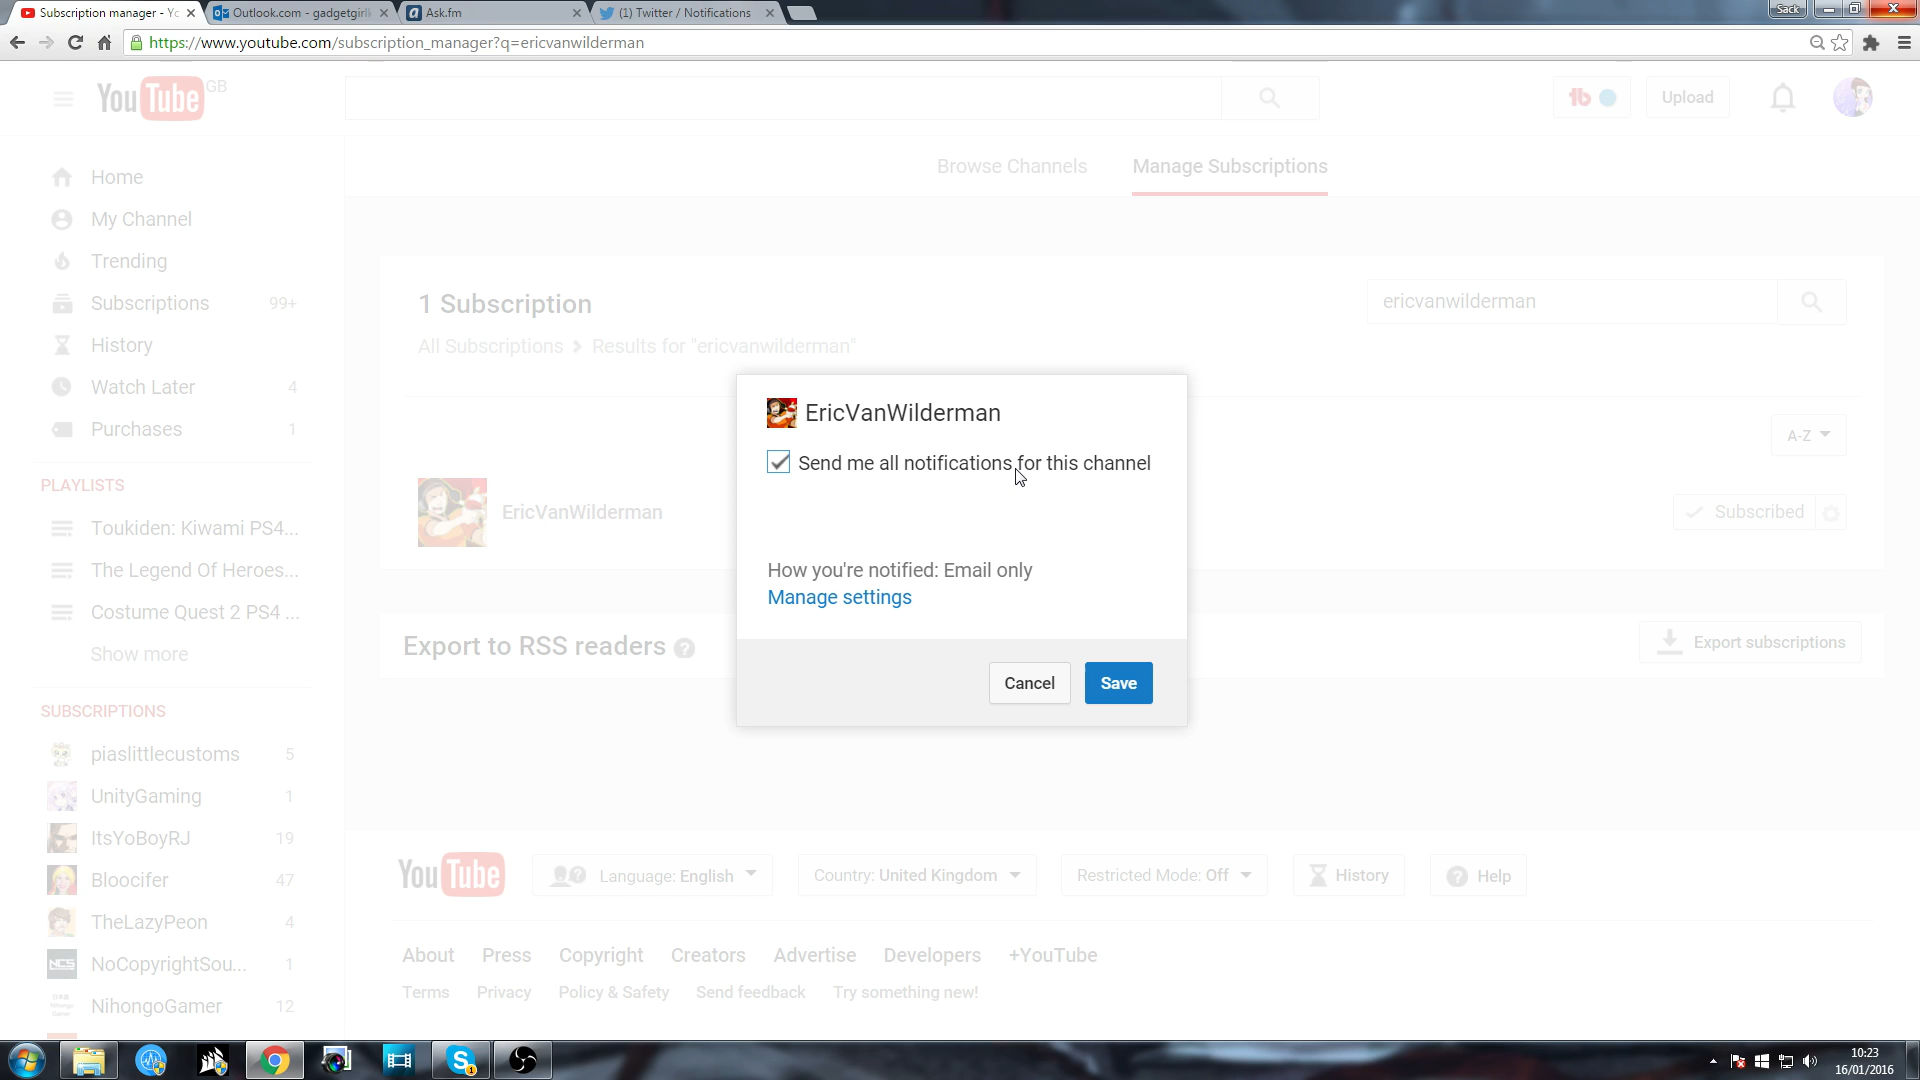 Subscription manager - Yo
Outlook.com - gadgetgirlk
Ask.fm
(1) Twitter / Notifications
Sack
https://www.youtube.com/subscription_manager?q=ericvanwilderman
YouTube GB
Upload
Browse Channels
Manage Subscriptions
Home
My Channel
Trending
Subscriptions 99+
History
Watch Later 4
Purchases 1
PLAYLISTS
Toukiden: Kiwami PS4...
The Legend Of Heroes...
Costume Quest 2 PS4 ...
Show more
SUBSCRIPTIONS
piaslittlecustoms 5
UnityGaming 1
ItsYoBoyRJ 19
Bloocifer 47
TheLazyPeon 4
NoCopyrightSou... 1
NihongoGamer 12
1 Subscription
ericvanwilderman
All Subscriptions > Results for "ericvanwilderman"
A-Z
EricVanWilderman
Subscribed
EricVanWilderman
Send me all notifications for this channel
How you're notified: Email only
Manage settings
Cancel
Save
Export to RSS readers ?
Export subscriptions
YouTube
Language: English
Country: United Kingdom
Restricted Mode: Off
History
Help
About Press Copyright Creators Advertise Developers +YouTube
Terms Privacy Policy & Safety Send feedback Try something new!
10:23
16/01/2016